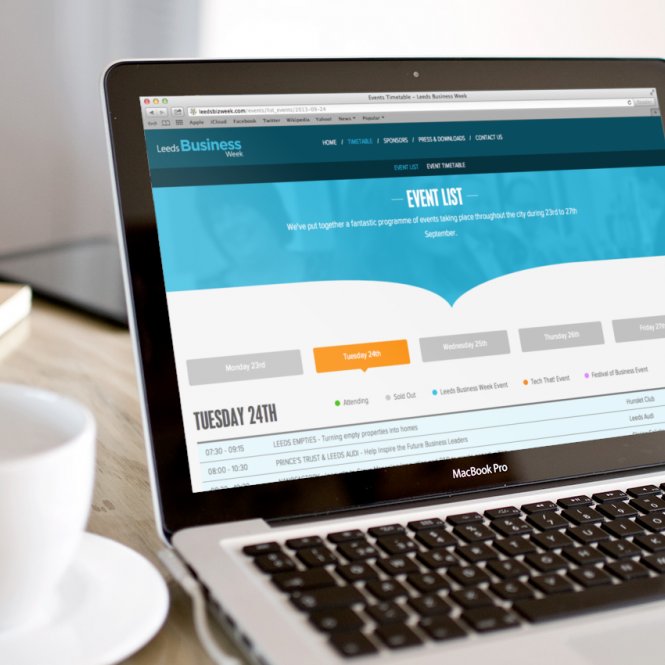 Events Timetable – Leeds Business Week
leedsbizweek.com/events/list_events/2013-09-24
Apple iCloud Facebook Twitter Wikipedia Yahoo! News Popular
Leeds Business Week
HOME / TIMETABLE / SPONSORS / PRESS & DOWNLOADS / CONTACT US
EVENT LIST EVENT TIMETABLE
EVENT LIST
We've put together a fantastic programme of events taking place throughout the city during 23rd to 27th
September.
Monday 23rd Tuesday 24th Wednesday 25th Thursday 26th Friday 27th
Attending Sold Out Leeds Business Week Event Tech That! Event Festival of Business Event
TUESDAY 24TH
07:30 - 09:15 LEEDS EMPTIES - Turning empty properties into homes Hunslet Club
08:00 - 10:30 PRINCE'S TRUST & LEEDS AUDI - Help Inspire the Future Business Leaders Leeds Audi
MacBook Pro